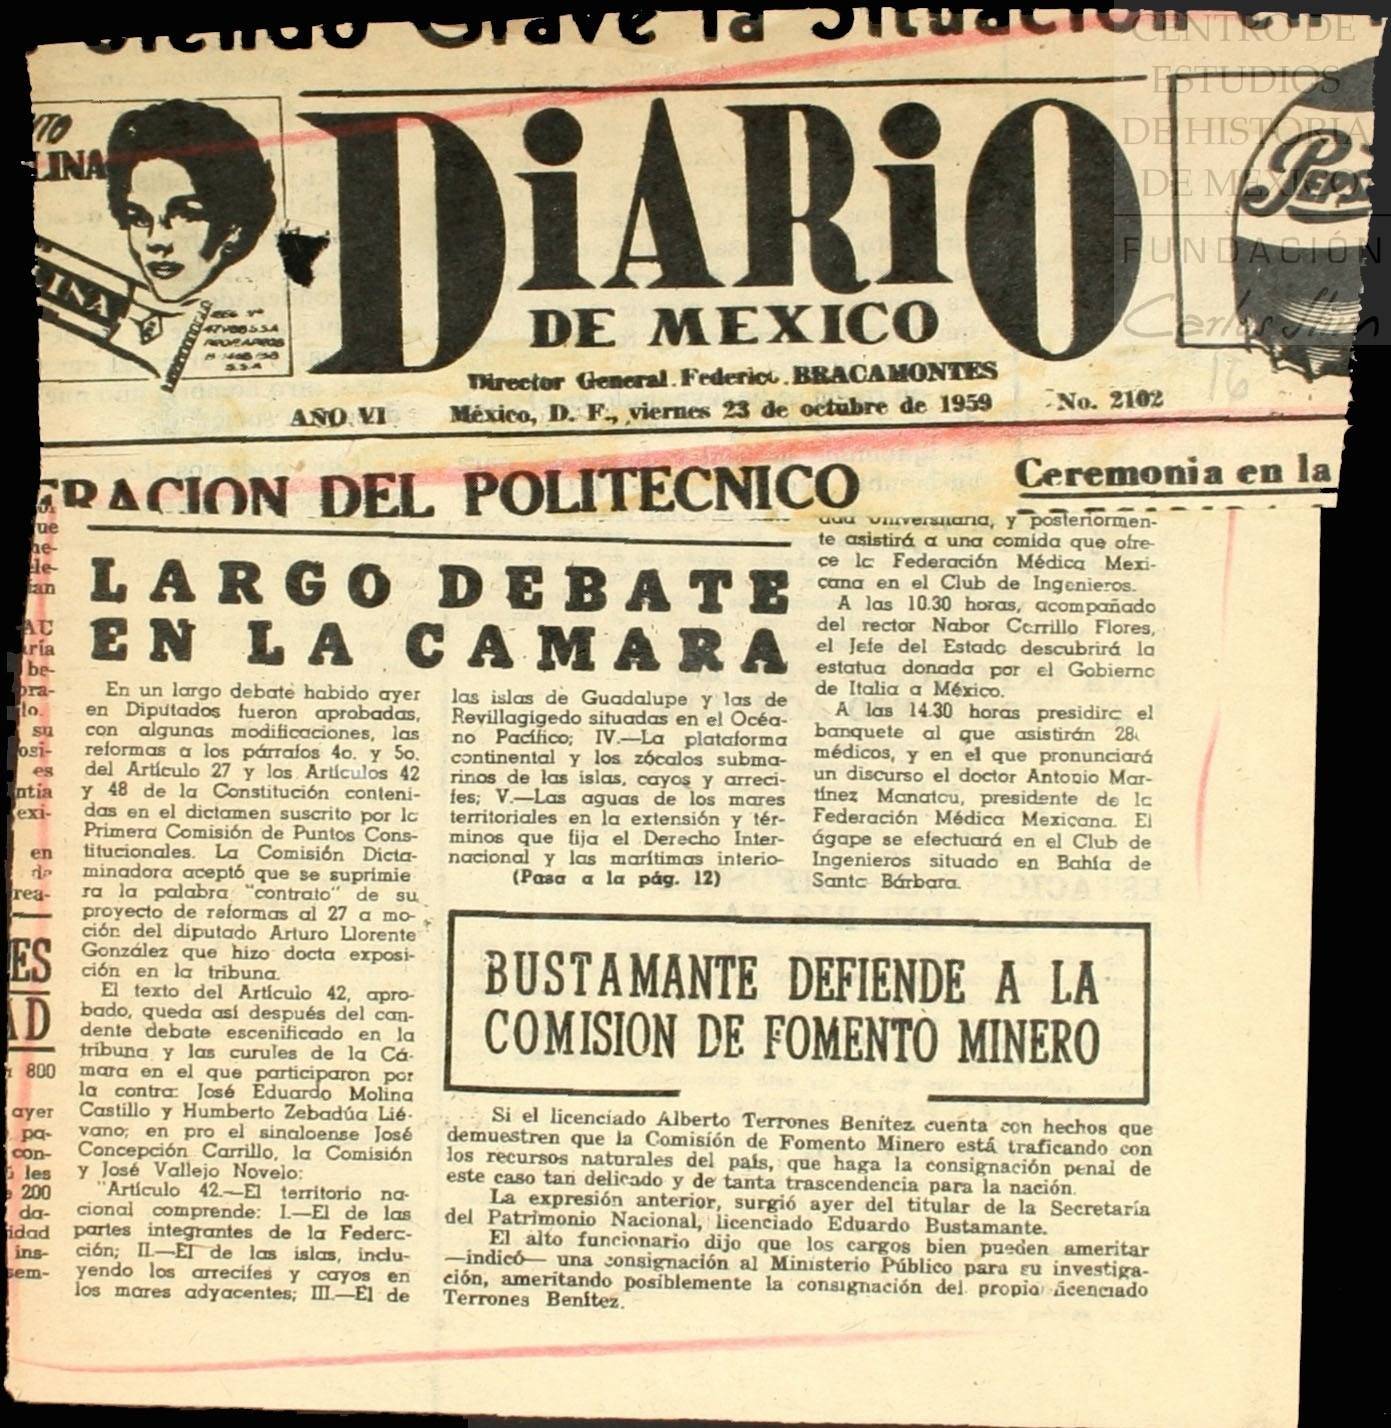 Grave la Situación en
CENTRO DE
ESTUDIOS
DE HISTORIA
DE MEXICO
FUNDACIÓN
Carlos Slim
16
LINA
DiARiO
DE MEXICO
PEPSI
Director General Federico BRACAMONTES
AÑO VI México, D. F., viernes 23 de octubre de 1959 No. 2102
RACION DEL POLITECNICO
Ceremonia en la
LARGO DEBATE
EN LA CAMARA
En un largo debate habido ayer
en Diputados fueron aprobadas,
con algunas modificaciones, las
reformas a los párrafos 4o. y 5o.
del Artículo 27 y los Artículos 42
y 48 de la Constitución conteni-
das en el dictamen suscrito por la
Primera Comisión de Puntos Cons-
titucionales. La Comisión Dicta-
minadora aceptó que se suprimie
ra la palabra "contrato" de su
proyecto de reformas al 27 a mo-
ción del diputado Arturo Llorente
González que hizo docta exposi-
ción en la tribuna.
El texto del Artículo 42, apro-
bado, queda así después del can-
dente debate escenificado en la
tribuna y las curules de la Cá-
mara en el que participaron por
la contra: José Eduardo Molina
Castillo y Humberto Zebadúa Lié-
vano; en pro el sinaloense José
Concepción Carrillo, la Comisión
y José Vallejo Novelo:
"Artículo 42.—El territorio na-
cional comprende: I.—El de las
partes integrantes de la Federa-
ción; II.—El de las islas, inclu-
yendo los arrecifes y cayos en
los mares adyacentes; III.—El de
las islas de Guadalupe y las de
Revillagigedo situadas en el Océa-
no Pacífico; IV.—La plataforma
continental y los zócalos subma-
rinos de las islas, cayos y arreci-
fes; V.—Las aguas de los mares
territoriales en la extensión y tér-
minos que fija el Derecho Inter-
nacional y las marítimas interio-
(Pasa a la pág. 12)
Universitaria, y posteriormen-
te asistirá a una comida que ofre-
ce la Federación Médica Mexi-
cana en el Club de Ingenieros.
A las 10.30 horas, acompañado
del rector Nabor Carrillo Flores,
el Jefe del Estado descubrirá la
estatua donada por el Gobierno
de Italia a México.
A las 14.30 horas presidirá el
banquete al que asistirán
médicos, y en el que pronunciará
un discurso el doctor Antonio Mar-
tínez Manatou, presidente de la
Federación Médica Mexicana. El
ágape se efectuará en el Club de
Ingenieros situado en Bahía de
Santa Bárbara.
BUSTAMANTE DEFIENDE A LA
COMISION DE FOMENTO MINERO
Si el licenciado Alberto Terrones Benítez cuenta con hechos que
demuestren que la Comisión de Fomento Minero está traficando con
los recursos naturales del país, que haga la consignación penal de
este caso tan delicado y de tanta trascendencia para la nación.
La expresión anterior, surgió ayer del titular de la Secretaría
del Patrimonio Nacional, licenciado Eduardo Bustamante.
El alto funcionario dijo que los cargos bien pueden ameritar
—indicó— una consignación al Ministerio Público para su investiga-
ción, ameritando posiblemente la consignación del propio licenciado
Terrones Benítez.